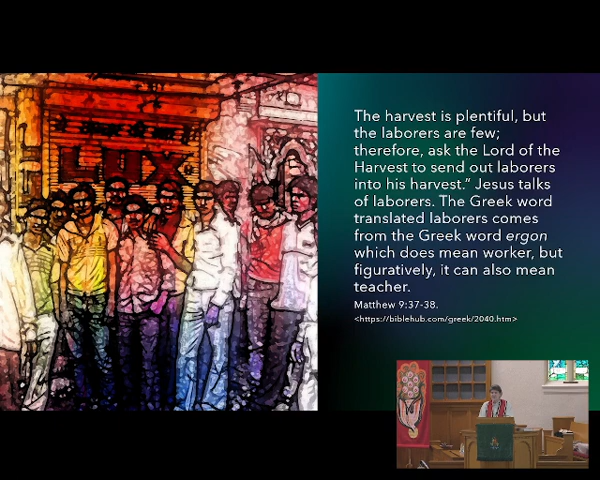 LUX
The harvest is plentiful, but
the laborers are few;
therefore, ask the Lord of the
Harvest to send out laborers
into his harvest.” Jesus talks
of laborers. The Greek word
translated laborers comes
from the Greek word ergon
which does mean worker, but
figuratively, it can also mean
teacher.
Matthew 9:37-38.
<https://biblehub.com/greek/2040.htm>